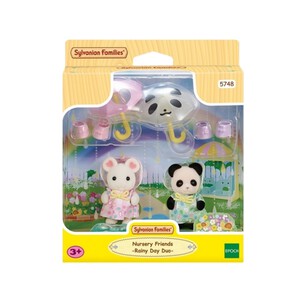 Sylvanian Families
5748
Sylvanian Families
Nursery Friends
-Rainy Day Duo-
3+
EPOCH